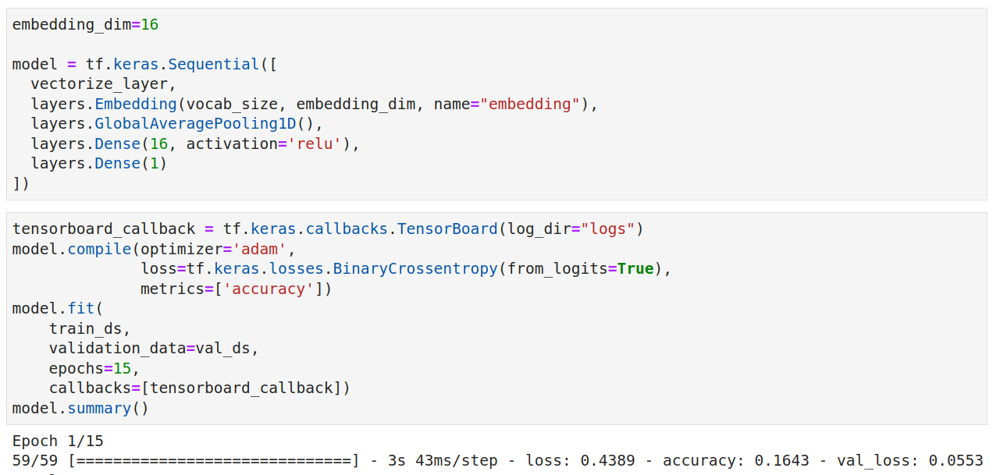 embedding_dim=16
model = tf.keras.Sequential([
  vectorize_layer,
  layers.Embedding(vocab_size, embedding_dim, name="embedding"),
  layers.GlobalAveragePooling1D(),
  layers.Dense(16, activation='relu'),
  layers.Dense(1)
])
tensorboard_callback = tf.keras.callbacks.TensorBoard(log_dir="logs")
model.compile(optimizer='adam',
              loss=tf.keras.losses.BinaryCrossentropy(from_logits=True),
              metrics=['accuracy'])
model.fit(
    train_ds,
    validation_data=val_ds,
    epochs=15,
    callbacks=[tensorboard_callback])
model.summary()
Epoch 1/15
59/59 [==============================] - 3s 43ms/step - loss: 0.4389 - accuracy: 0.1643 - val_loss: 0.0553